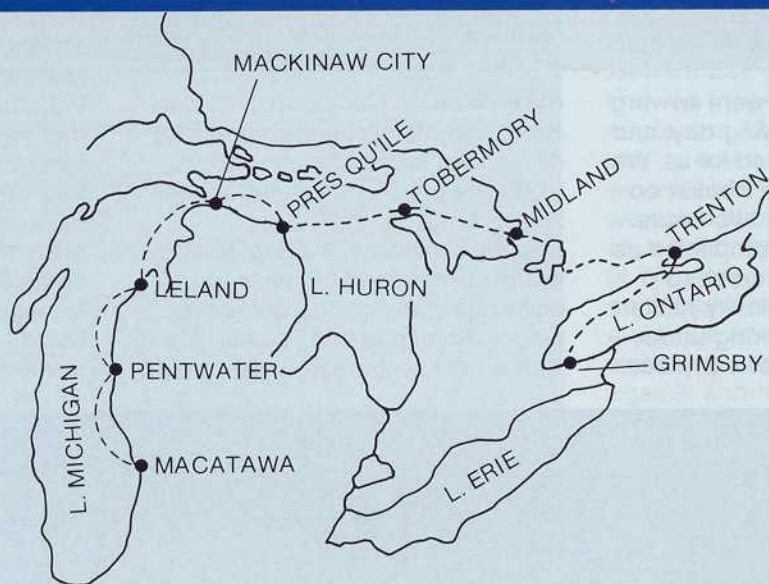 MACKINAW CITY
PRES QU'ILE
TOBERMORY
MIDLAND
TRENTON
LELAND
L. HURON
L. ONTARIO
GRIMSBY
PENTWATER
L. MICHIGAN
MACATAWA
L. ERIE